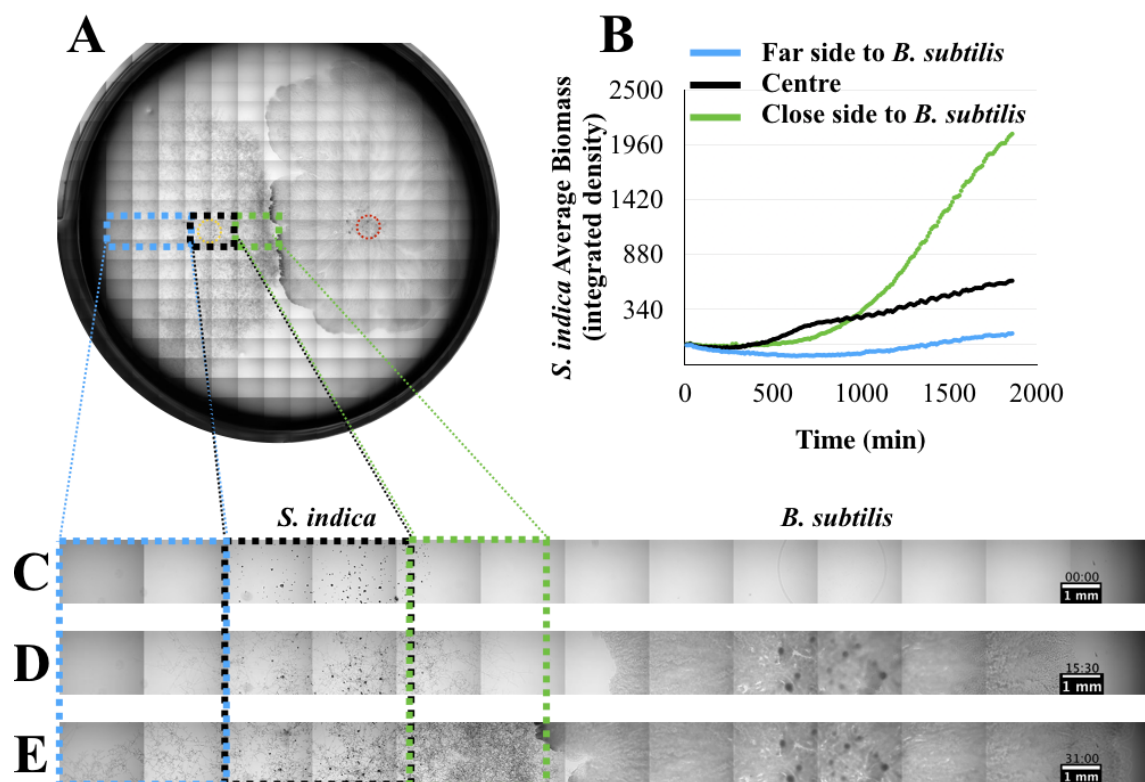 A
B
Far side to B. subtilis
Centre
Close side to B. subtilis
S. indica Average Biomass
(integrated density)
2500
1960
1420
880
340
0
500
1000
1500
2000
Time (min)
S. indica
B. subtilis
C
00:00
1 mm
D
15:30
1 mm
E
31:00
1 mm